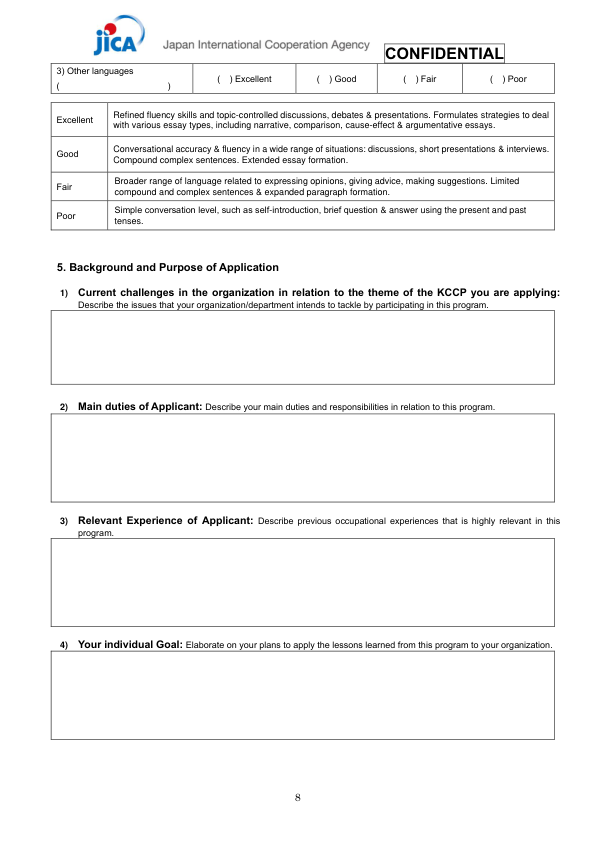 JICA
Japan International Cooperation Agency
CONFIDENTIAL
3) Other languages
(                    )
(  ) Excellent
(  ) Good
(  ) Fair
(  ) Poor
Excellent
Refined fluency skills and topic-controlled discussions, debates & presentations. Formulates strategies to deal
with various essay types, including narrative, comparison, cause-effect & argumentative essays.
Good
Conversational accuracy & fluency in a wide range of situations: discussions, short presentations & interviews.
Compound complex sentences. Extended essay formation.
Fair
Broader range of language related to expressing opinions, giving advice, making suggestions. Limited
compound and complex sentences & expanded paragraph formation.
Poor
Simple conversation level, such as self-introduction, brief question & answer using the present and past
tenses.
5. Background and Purpose of Application
1) Current challenges in the organization in relation to the theme of the KCCP you are applying:
Describe the issues that your organization/department intends to tackle by participating in this program.
2) Main duties of Applicant: Describe your main duties and responsibilities in relation to this program.
3) Relevant Experience of Applicant: Describe previous occupational experiences that is highly relevant in this
program.
4) Your individual Goal: Elaborate on your plans to apply the lessons learned from this program to your organization.
8